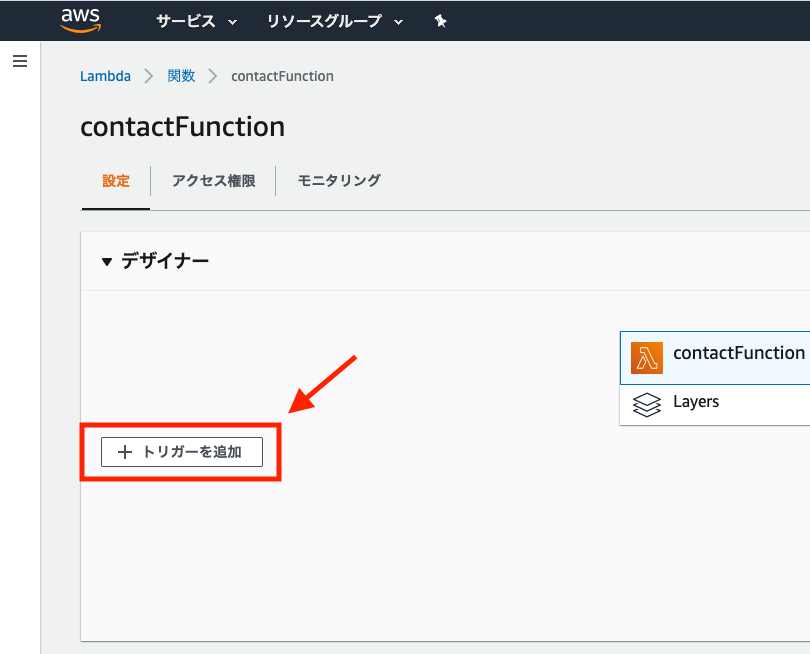 aws サービス リソースグループ
Lambda 関数 contactFunction
contactFunction
設定 アクセス権限 モニタリング
デザイナー
contactFunction
Layers
トリガーを追加